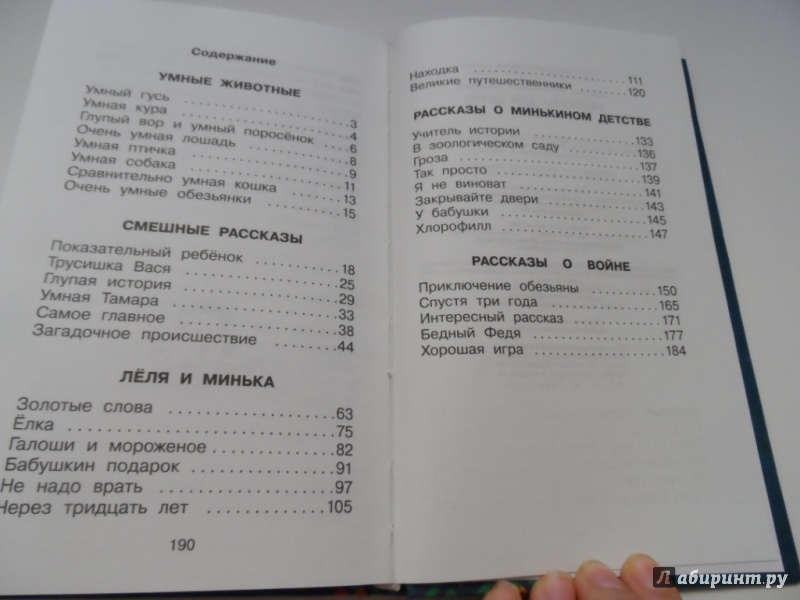 Содержание
УМНЫЕ ЖИВОТНЫЕ
Умный гусь ................ 3
Умная кура ................ 4
Глупый вор и умный поросёнок ..... 6
Очень умная лошадь ............ 8
Умная птичка ................ 9
Умная собака ................ 11
Сравнительно умная кошка ....... 13
Очень умные обезьянки ......... 15
СМЕШНЫЕ РАССКАЗЫ
Показательный ребёнок ......... 18
Трусишка Вася ............... 25
Глупая история ............... 29
Умная Тамара ................ 33
Самое главное ............... 38
Загадочное происшествие ........ 44
ЛЁЛЯ И МИНЬКА
Золотые слова ................ 63
Ёлка ...................... 75
Галоши и мороженое ............ 82
Бабушкин подарок ............. 91
Не надо врать ................ 97
Через тридцать лет ............ 105
190
Находка .................... 111
Великие путешественники ........ 120
РАССКАЗЫ О МИНЬКИНОМ ДЕТСТВЕ
Учитель истории .............. 133
В зоологическом саду .......... 136
Гроза ..................... 137
Так просто .................. 139
Я не виноват ................ 141
Закрывайте двери ............. 143
У бабушки .................. 145
Хлорофилл .................. 147
РАССКАЗЫ О ВОЙНЕ
Приключение обезьяны .......... 150
Спустя три года .............. 165
Интересный рассказ ............ 171
Бедный Федя ................ 177
Хорошая игра ................ 184
Лабиринт.ру